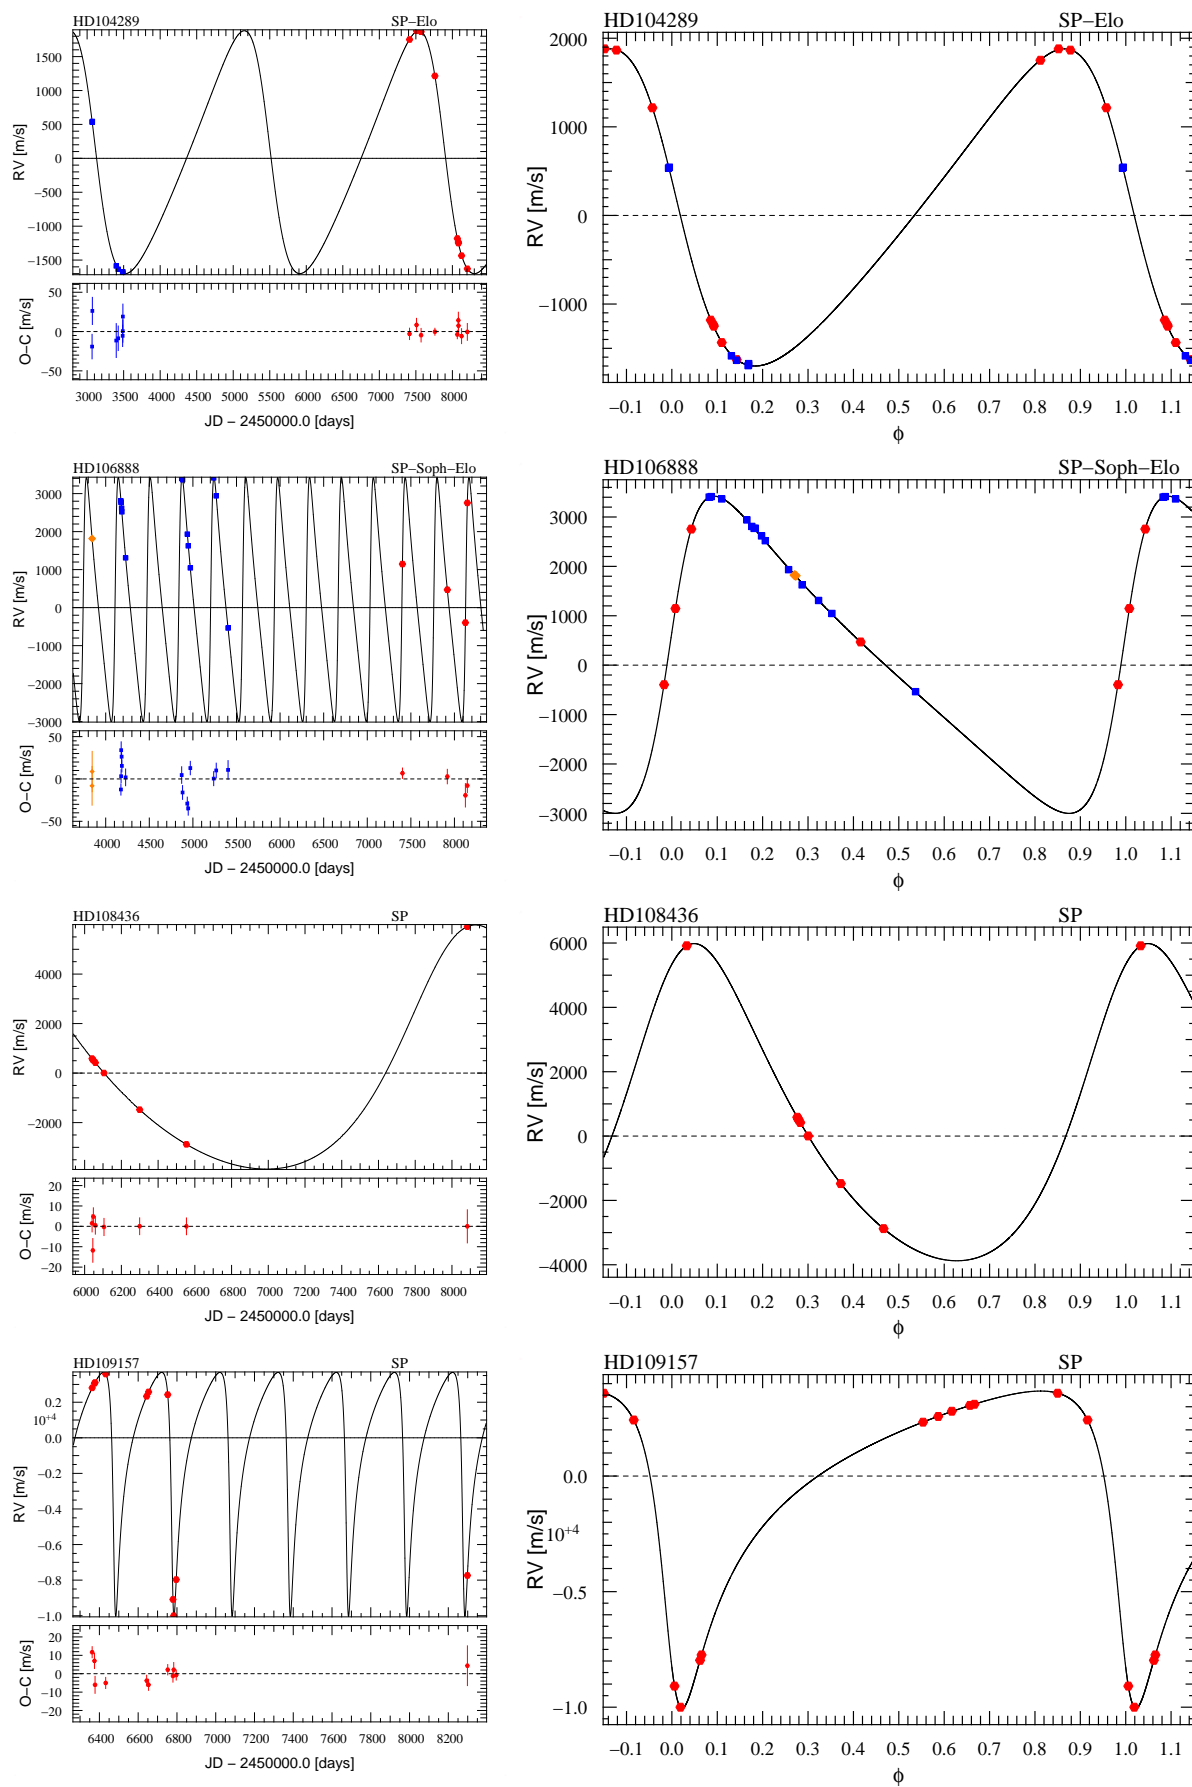 HD104289 SP−Elo
1500
1000
500
0
−500
−1000
−1500
RV [m/s]
50
0
−50
O−C [m/s]
3000 3500 4000 4500 5000 5500 6000 6500 7000 7500 8000
JD − 2450000.0 [days]
HD104289 SP−Elo
2000
1000
0
−1000
RV [m/s]
−0.1 0.0 0.1 0.2 0.3 0.4 0.5 0.6 0.7 0.8 0.9 1.0 1.1
ϕ
HD106888 SP−Soph−Elo
3000
2000
1000
0
−1000
−2000
−3000
RV [m/s]
50
0
−50
O−C [m/s]
4000 4500 5000 5500 6000 6500 7000 7500 8000
JD − 2450000.0 [days]
HD106888 SP−Soph−Elo
3000
2000
1000
0
−1000
−2000
−3000
RV [m/s]
−0.1 0.0 0.1 0.2 0.3 0.4 0.5 0.6 0.7 0.8 0.9 1.0 1.1
ϕ
HD108436 SP
4000
2000
0
−2000
RV [m/s]
20
10
0
−10
−20
O−C [m/s]
6000 6200 6400 6600 6800 7000 7200 7400 7600 7800 8000
JD − 2450000.0 [days]
HD108436 SP
6000
4000
2000
0
−2000
−4000
RV [m/s]
−0.1 0.0 0.1 0.2 0.3 0.4 0.5 0.6 0.7 0.8 0.9 1.0 1.1
ϕ
HD109157 SP
0.2
10+4
0.0
−0.2
−0.4
−0.6
−0.8
−1.0
RV [m/s]
20
10
0
−10
−20
O−C [m/s]
6400 6600 6800 7000 7200 7400 7600 7800 8000 8200
JD − 2450000.0 [days]
HD109157 SP
0.0
10+4
−0.5
−1.0
RV [m/s]
−0.1 0.0 0.1 0.2 0.3 0.4 0.5 0.6 0.7 0.8 0.9 1.0 1.1
ϕ